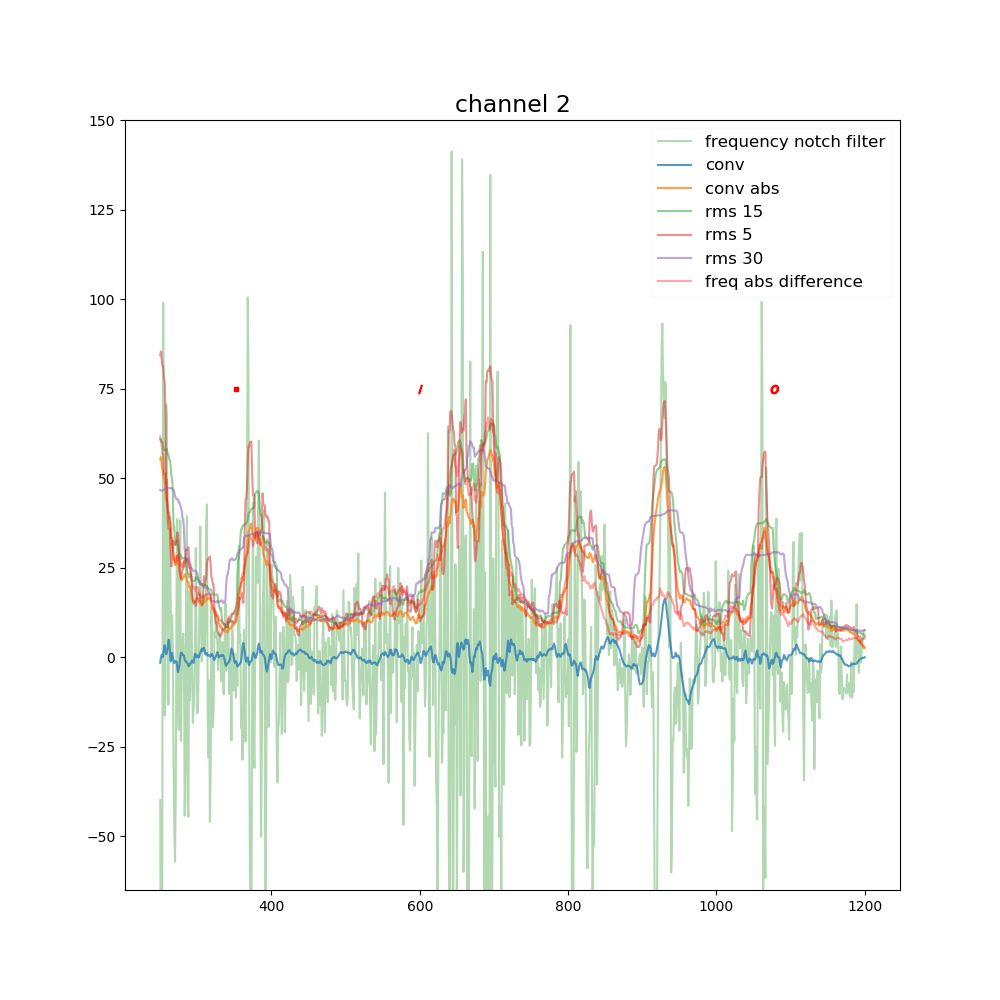 channel 2
150
125
100
75
50
25
0
−25
−50
400
600
800
1000
1200
frequency notch filter
conv
conv abs
rms 15
rms 5
rms 30
freq abs difference
. ı o